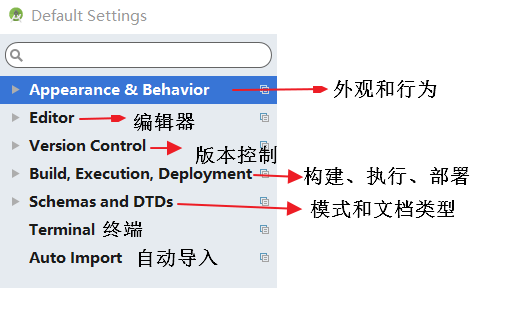 Default Settings
Appearance & Behavior 外观和行为
Editor 编辑器
Version Control 版本控制
Build, Execution, Deployment 构建、执行、部署
Schemas and DTDs 模式和文档类型
Terminal 终端
Auto Import 自动导入